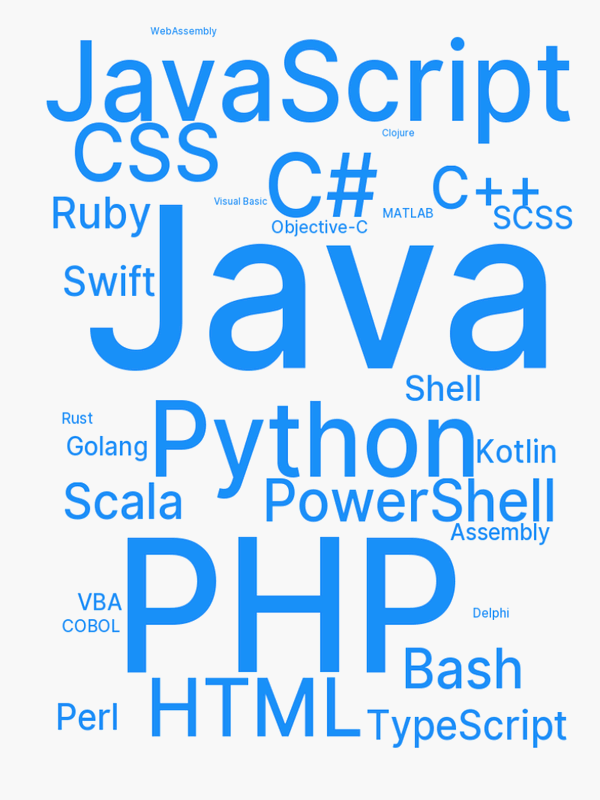 WebAssembly
JavaScript
Clojure
CSS
C#
C++
Visual Basic
MATLAB
SCSS
Ruby
Objective-C
Java
Swift
Shell
Rust
Python
Golang
Kotlin
Scala
PowerShell
Assembly
PHP
VBA
Delphi
COBOL
Bash
HTML
Perl
TypeScript